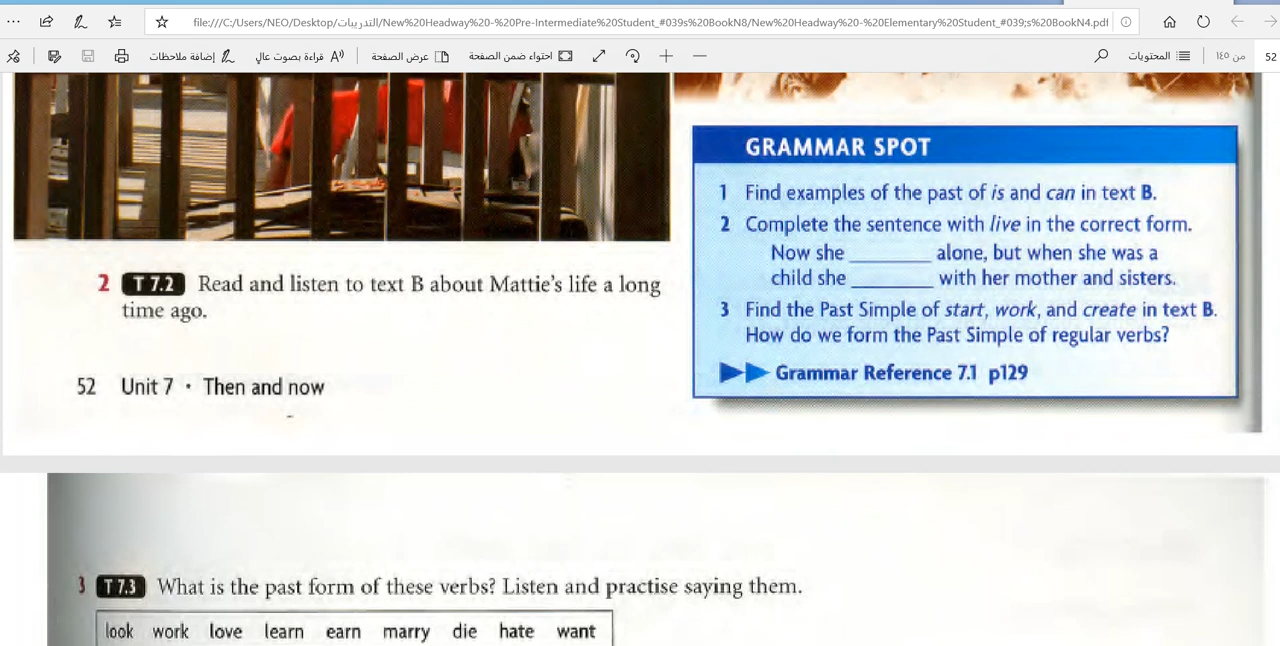 file:///C:/Users/NEO/Desktop/التدريبات/New%20Headway%20-%20Pre-Intermediate%20Student_#039s%20BookN8/New%20Headway%20-%20Elementary%20Student_#039;s%20BookN4.pdf
إضافة ملاحظات
قراءة بصوت عالٍ
عرض الصفحة
احتواء ضمن الصفحة
المحتويات
من ١٤٥
52
GRAMMAR SPOT
1 Find examples of the past of is and can in text B.
2 Complete the sentence with live in the correct form.
Now she ________ alone, but when she was a
child she ________ with her mother and sisters.
3 Find the Past Simple of start, work, and create in text B.
How do we form the Past Simple of regular verbs?
Grammar Reference 7.1 p129
2 T 7.2 Read and listen to text B about Mattie's life a long
time ago.
52 Unit 7 • Then and now
3 T 7.3 What is the past form of these verbs? Listen and practise saying them.
look work love learn earn marry die hate want